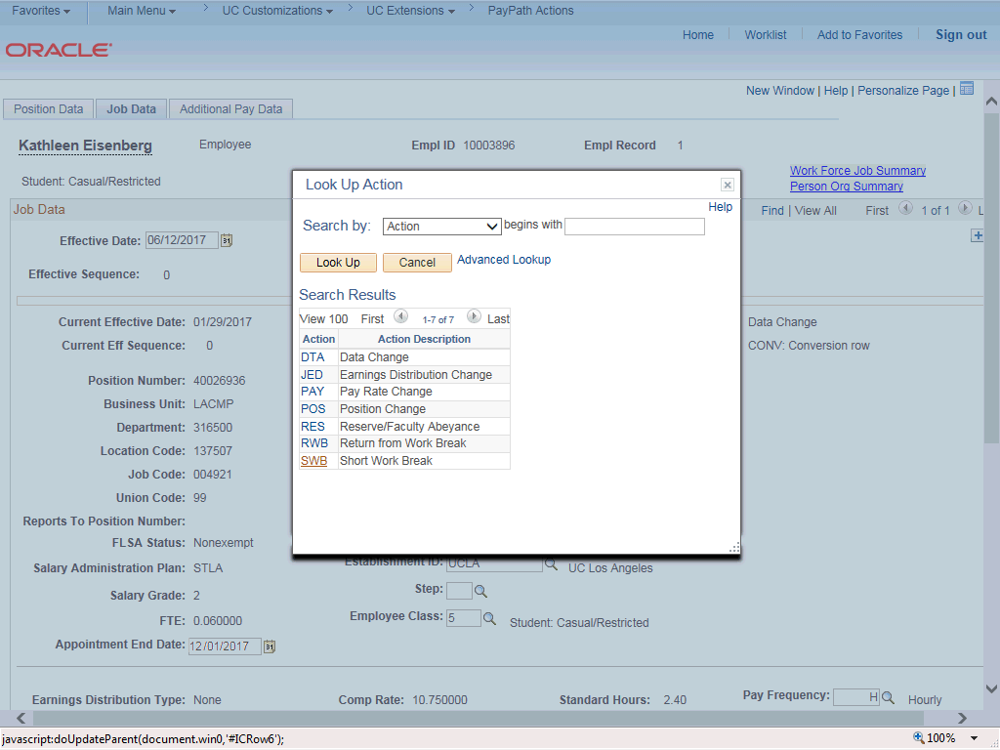 Favorites Main Menu > UC Customizations > UC Extensions > PayPath Actions
Home Worklist Add to Favorites Sign out
ORACLE
New Window | Help | Personalize Page |
Position Data Job Data Additional Pay Data
Kathleen Eisenberg Employee Empl ID 10003896 Empl Record 1
Student: Casual/Restricted
Work Force Job Summary
Person Org Summary
Job Data Find | View All First 1 of 1 L
Effective Date: 06/12/2017
Effective Sequence: 0
Current Effective Date: 01/29/2017 Data Change
Current Eff Sequence: 0 CONV: Conversion row
Position Number: 40026936
Business Unit: LACMP
Department: 316500
Location Code: 137507
Job Code: 004921
Union Code: 99
Reports To Position Number:
FLSA Status: Nonexempt
Salary Administration Plan: STLA
Salary Grade: 2
FTE: 0.060000
Appointment End Date: 12/01/2017
Look Up Action
Help
Search by: Action begins with
Look Up Cancel Advanced Lookup
Search Results
View 100 First 1-7 of 7 Last
Action Action Description
DTA Data Change
JED Earnings Distribution Change
PAY Pay Rate Change
POS Position Change
RES Reserve/Faculty Abeyance
RWB Return from Work Break
SWB Short Work Break
Establishment ID: UCLA UC Los Angeles
Step:
Employee Class: 5 Student: Casual/Restricted
Earnings Distribution Type: None Comp Rate: 10.750000 Standard Hours: 2.40 Pay Frequency: H Hourly
javascript:doUpdateParent(document.win0,'#ICRow6'); 100%